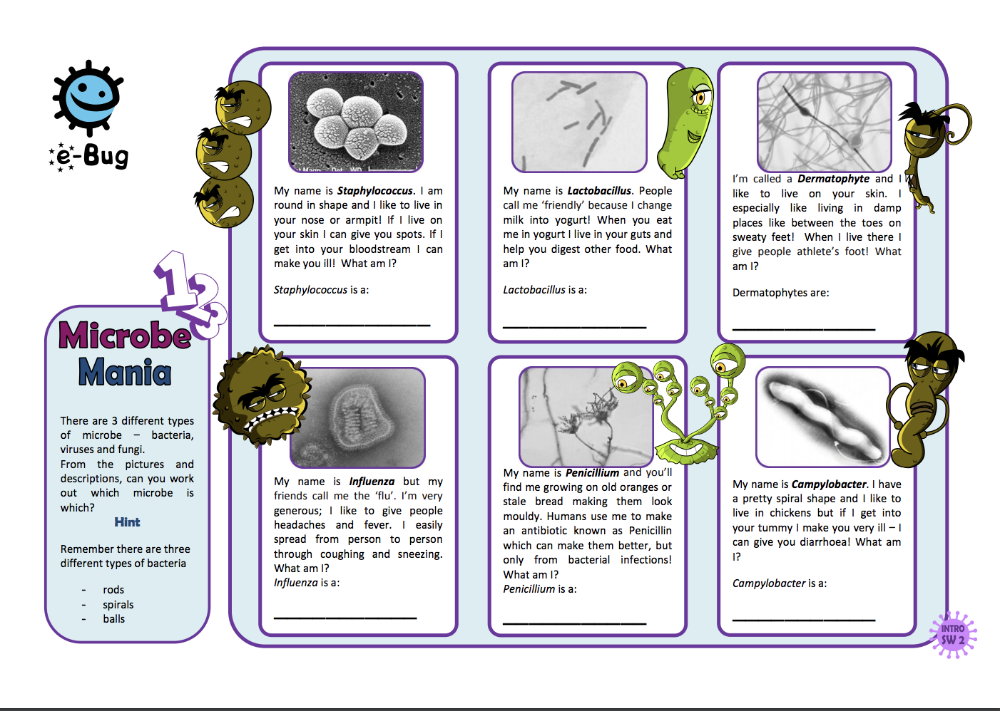 e-Bug
123
Microbe
Mania
There are 3 different types
of microbe – bacteria,
viruses and fungi.
From the pictures and
descriptions, can you work
out which microbe is
which?
Hint
Remember there are three
different types of bacteria
- rods
- spirals
- balls
t Magn Det WD
My name is Staphylococcus. I am
round in shape and I like to live in
your nose or armpit! If I live on
your skin I can give you spots. If I
get into your bloodstream I can
make you ill! What am I?
Staphylococcus is a:
My name is Lactobacillus. People
call me ‘friendly’ because I change
milk into yogurt! When you eat
me in yogurt I live in your guts and
help you digest other food. What
am I?
Lactobacillus is a:
I’m called a Dermatophyte and I
like to live on your skin. I
especially like living in damp
places like between the toes on
sweaty feet! When I live there I
give people athlete’s foot! What
am I?
Dermatophytes are:
My name is Influenza but my
friends call me the ‘flu’. I’m very
generous; I like to give people
headaches and fever. I easily
spread from person to person
through coughing and sneezing.
What am I?
Influenza is a:
My name is Penicillium and you’ll
find me growing on old oranges or
stale bread making them look
mouldy. Humans use me to make
an antibiotic known as Penicillin
which can make them better, but
only from bacterial infections!
What am I?
Penicillium is a:
My name is Campylobacter. I have
a pretty spiral shape and I like to
live in chickens but if I get into
your tummy I make you very ill – I
can give you diarrhoea! What am
I?
Campylobacter is a:
INTRO
SW 2